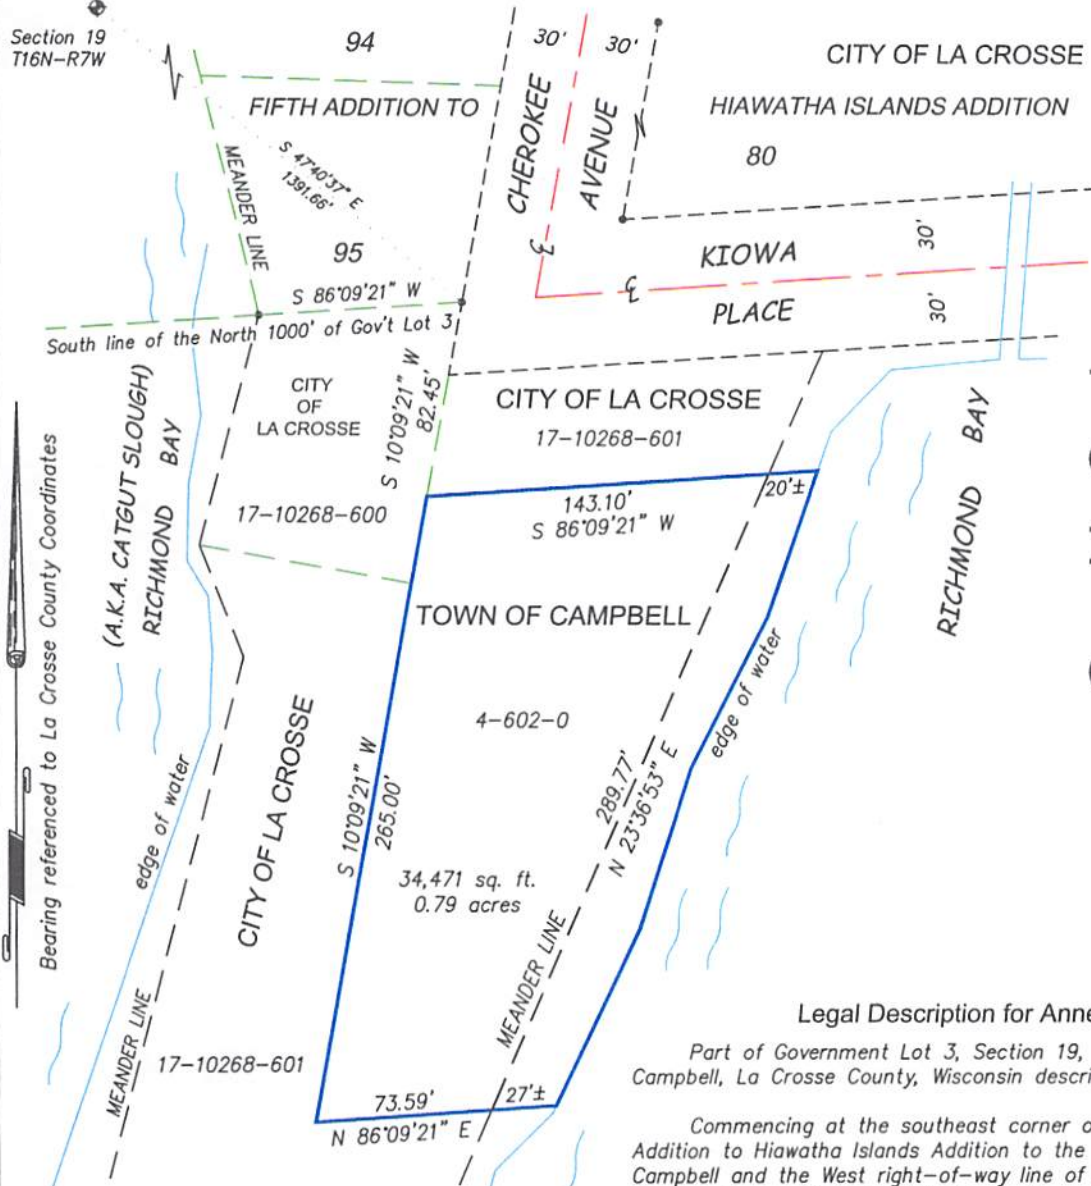 Section 19
T16N-R7W
94
FIFTH ADDITION TO
S 47°40'37" E
1391.66'
MEANDER LINE
95
S 86°09'21" W
South line of the North 1000' of Gov't Lot 3
30'
30'
CHEROKEE
AVENUE
CITY OF LA CROSSE
HIAWATHA ISLANDS ADDITION
80
KIOWA
PLACE
30'
30'
CITY
OF
LA CROSSE
17-10268-600
S 10°09'21" W
82.45'
CITY OF LA CROSSE
17-10268-601
(A.K.A. CATGUT SLOUGH)
RICHMOND BAY
RICHMOND BAY
143.10'
S 86°09'21" W
20'±
TOWN OF CAMPBELL
4-602-0
Bearing referenced to La Crosse County Coordinates
edge of water
edge of water
CITY OF LA CROSSE
S 10°09'21" W
265.00'
289.77'
N 23°36'53" E
34,471 sq. ft.
0.79 acres
MEANDER LINE
MEANDER LINE
17-10268-601
73.59'
27'±
N 86°09'21" E
Legal Description for Anne
Part of Government Lot 3, Section 19,
Campbell, La Crosse County, Wisconsin descri
Commencing at the southeast corner o
Addition to Hiawatha Islands Addition to the
Campbell and the West right-of-way line of